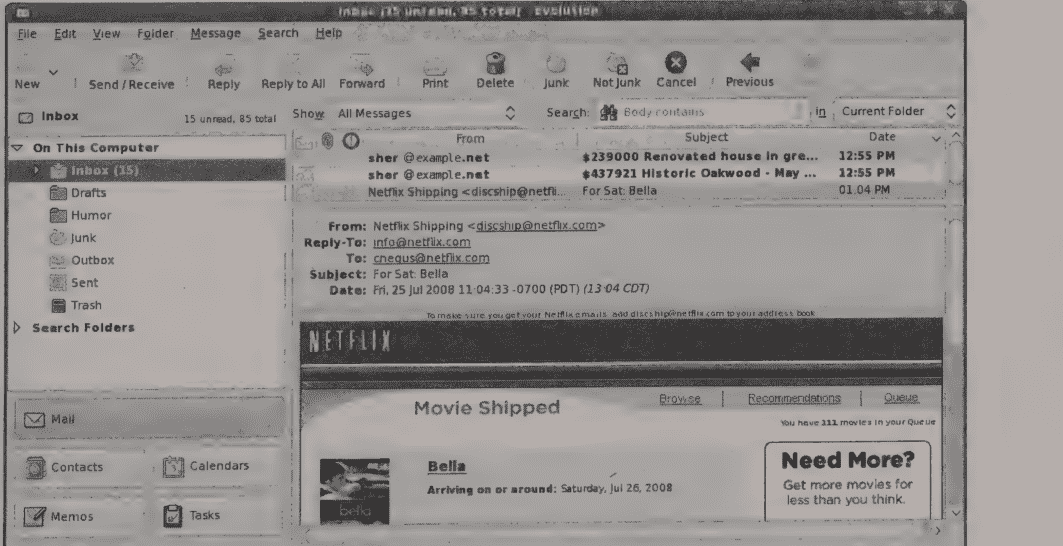 Inbox (15 unread, 85 total) - Evolution
File Edit View Folder Message Search Help
New Send / Receive Reply Reply to All Forward Print Delete Junk Not Junk Cancel Previous
Inbox 15 unread, 85 total Show: All Messages Search: Body contains in Current Folder
On This Computer
Inbox (15)
Drafts
Humor
Junk
Outbox
Sent
Trash
Search Folders
Mail
Contacts Calendars
Memos Tasks
From Subject Date
sher @example.net $239000 Renovated house in gre... 12:55 PM
sher @example.net $437921 Historic Oakwood - May ... 12:55 PM
Netflix Shipping <discship@netfli... For Sat: Bella 01:04 PM
From: Netflix Shipping <discship@netflix.com>
Reply-To: info@netflix.com
To: cnegus@netflix.com
Subject: For Sat: Bella
Date: Fri, 25 Jul 2008 11:04:33 -0700 (PDT) (13:04 CDT)
To make sure you get your Netflix emails, add discship@netflix.com to your address book
NETFLIX
Browse | Recommendations | Queue
Movie Shipped
You have 111 movies in your Queue
Bella
Arriving on or around: Saturday, Jul 26, 2008
bella
Need More?
Get more movies for
less than you think.